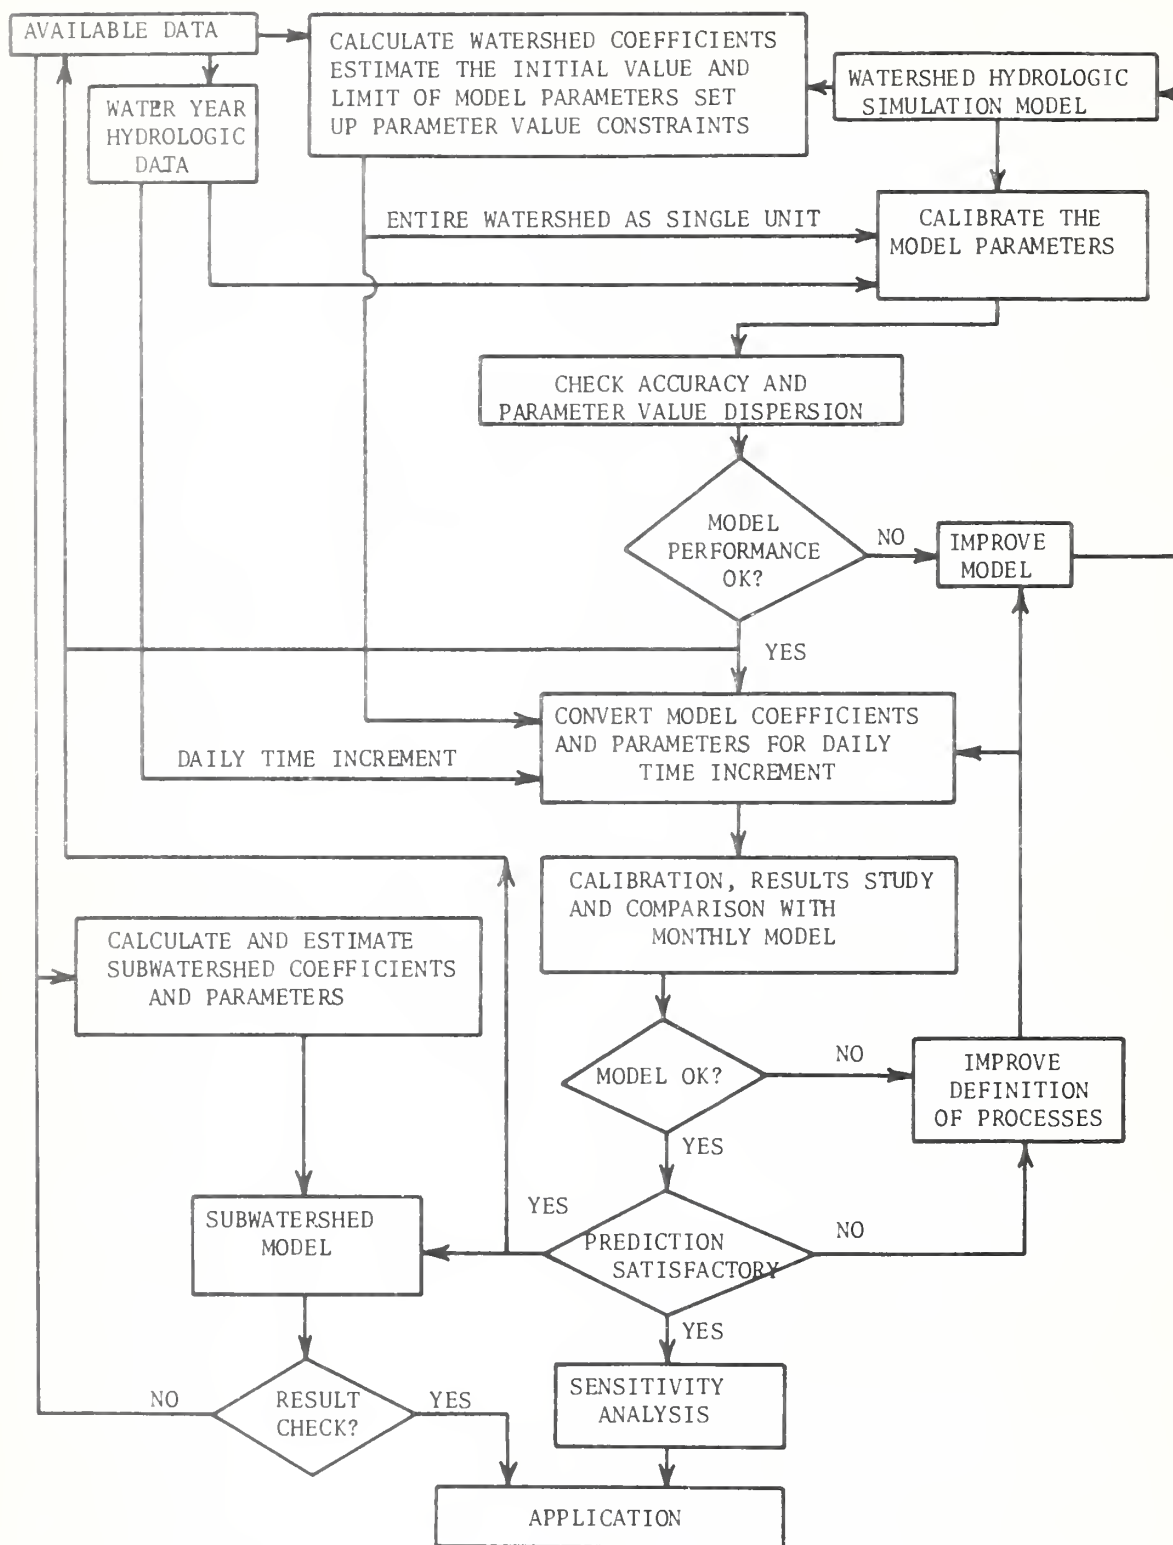 AVAILABLE DATA
CALCULATE WATERSHED COEFFICIENTS
ESTIMATE THE INITIAL VALUE AND
LIMIT OF MODEL PARAMETERS SET
UP PARAMETER VALUE CONSTRAINTS
WATERSHED HYDROLOGIC
SIMULATION MODEL
WATER YEAR
HYDROLOGIC
DATA
ENTIRE WATERSHED AS SINGLE UNIT
CALIBRATE THE
MODEL PARAMETERS
CHECK ACCURACY AND
PARAMETER VALUE DISPERSION
MODEL
PERFORMANCE
OK?
NO
IMPROVE
MODEL
YES
CONVERT MODEL COEFFICIENTS
AND PARAMETERS FOR DAILY
TIME INCREMENT
DAILY TIME INCREMENT
CALIBRATION, RESULTS STUDY
AND COMPARISON WITH
MONTHLY MODEL
CALCULATE AND ESTIMATE
SUBWATERSHED COEFFICIENTS
AND PARAMETERS
MODEL OK?
NO
IMPROVE
DEFINITION
OF PROCESSES
YES
SUBWATERSHED
MODEL
YES
PREDICTION
SATISFACTORY
NO
YES
NO
RESULT
CHECK?
YES
SENSITIVITY
ANALYSIS
APPLICATION